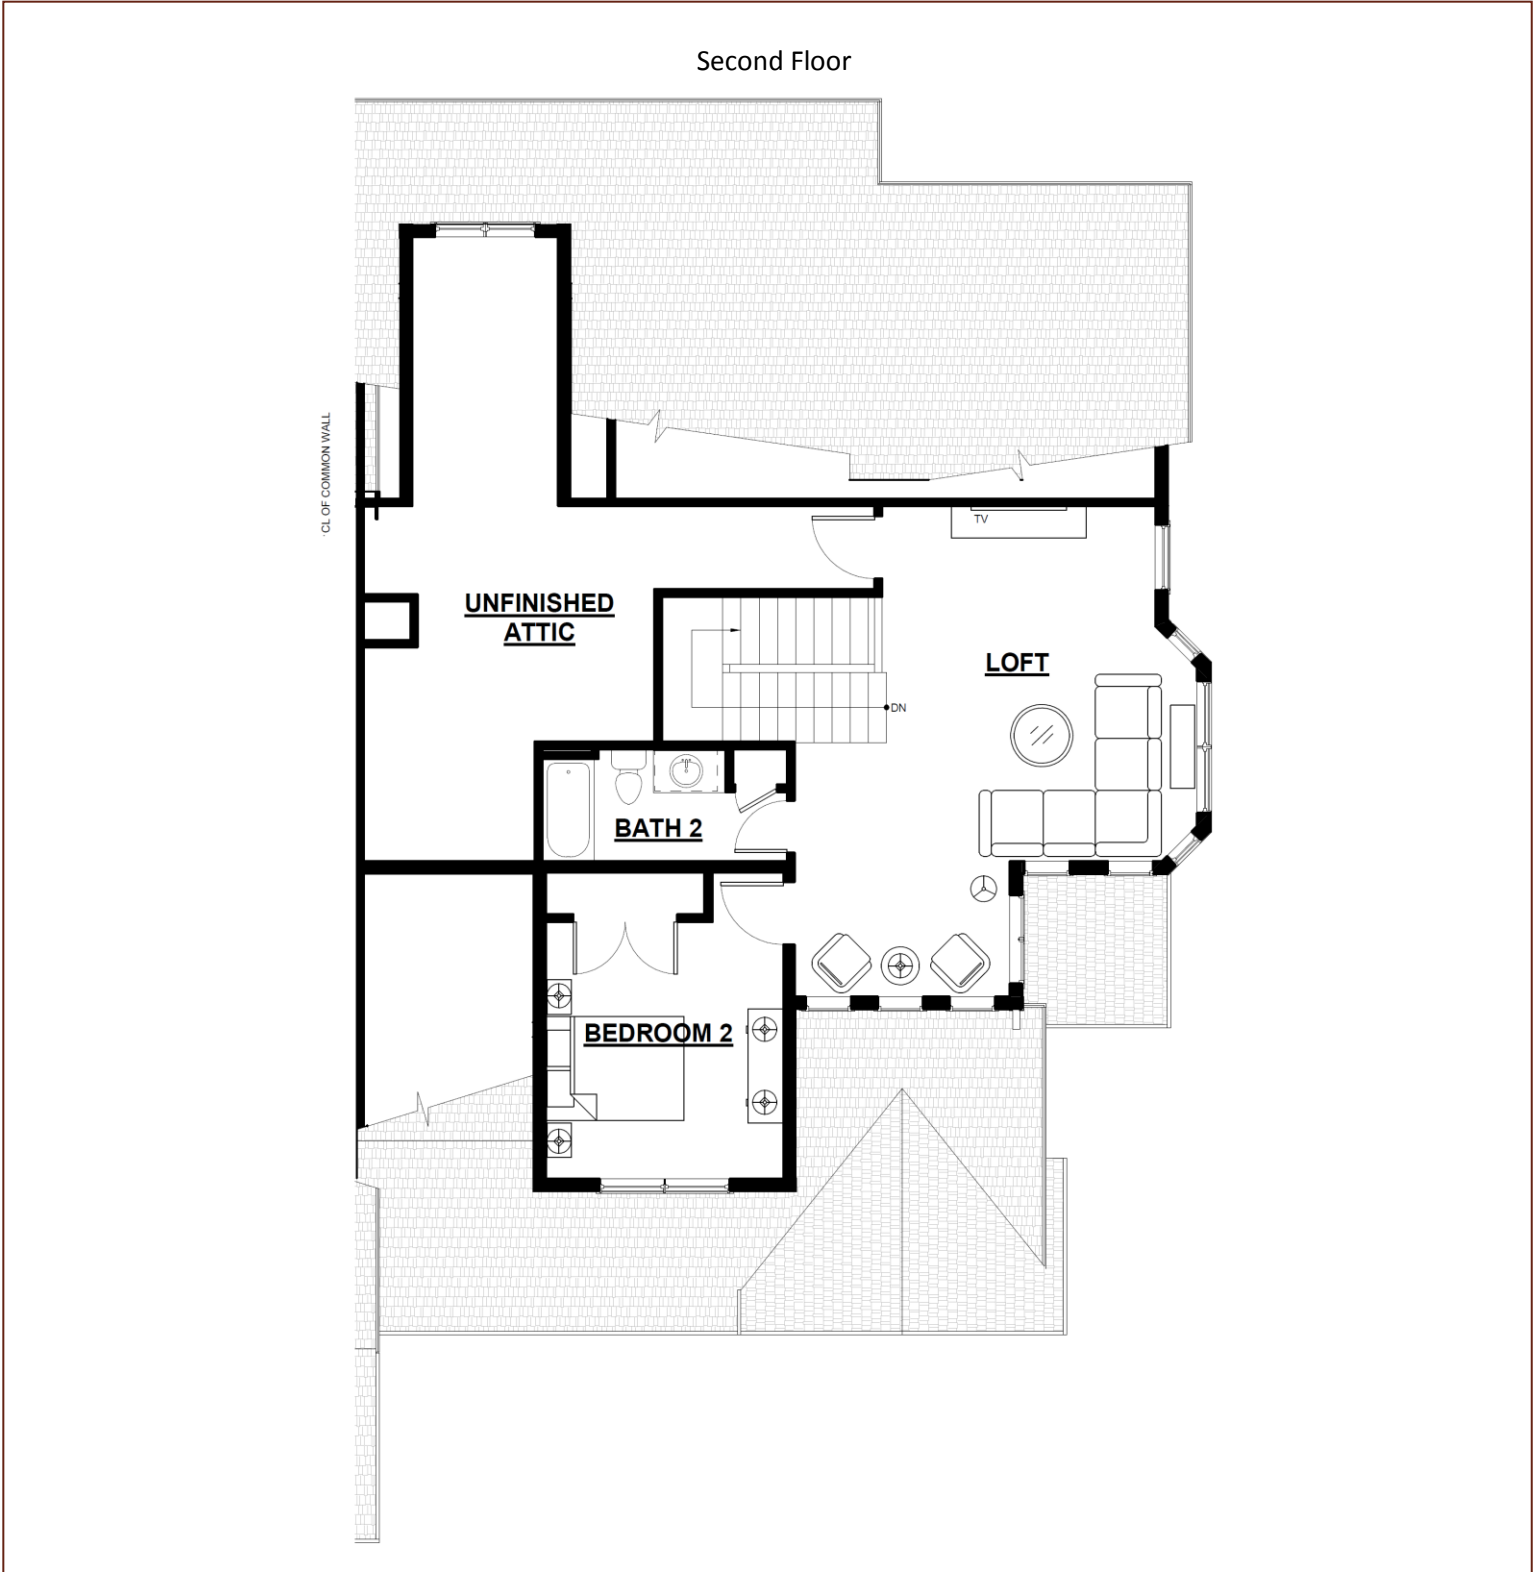 Second Floor
CL OF COMMON WALL
TV
UNFINISHED
ATTIC
LOFT
DN
BATH 2
BEDROOM 2